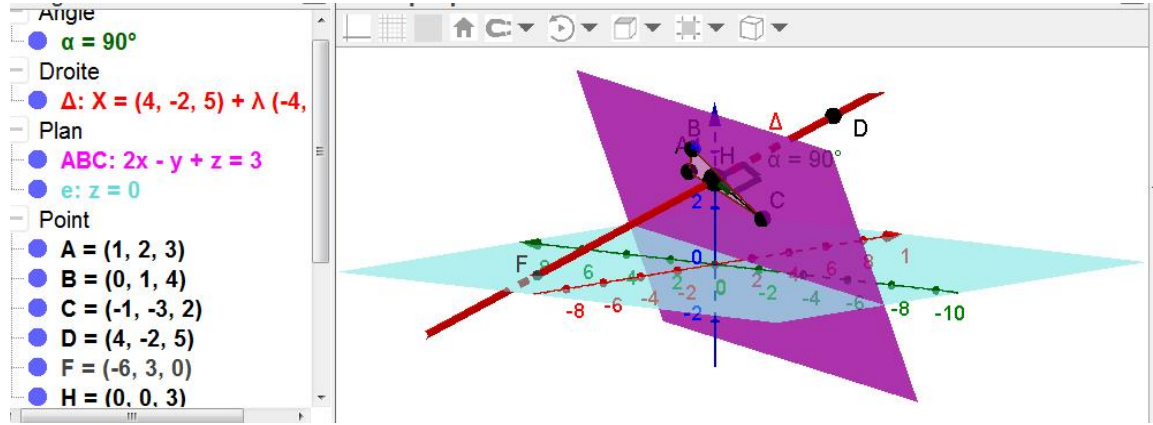 Angle
α = 90°
Droite
Δ: X = (4, -2, 5) + λ (-4,
Plan
ABC: 2x - y + z = 3
e: z = 0
Point
A = (1, 2, 3)
B = (0, 1, 4)
C = (-1, -3, 2)
D = (4, -2, 5)
F = (-6, 3, 0)
H = (0, 0, 3)
Δ
D
B
A
H
α = 90°
C
2
0
-2
F
8
6
4
2
0
-2
-4
-6
-8
-10
-8
-6
-4
-2
2
4
6
8
1